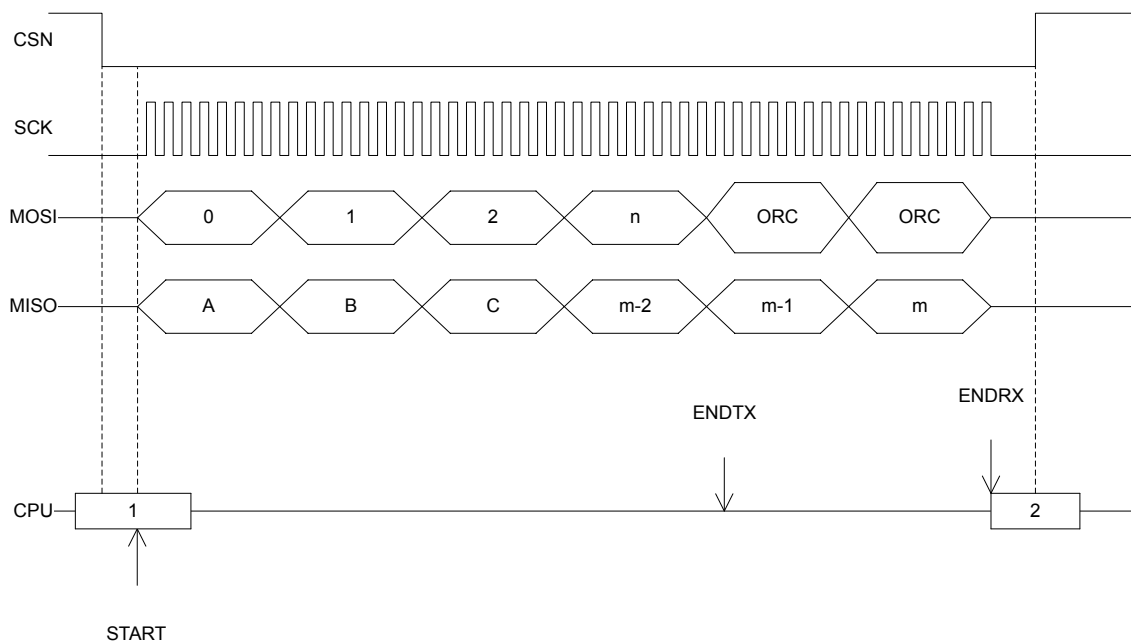 CSN
SCK
MOSI 0 1 2 n ORC ORC
MISO A B C m-2 m-1 m
ENDTX
ENDRX
CPU 1 2
START